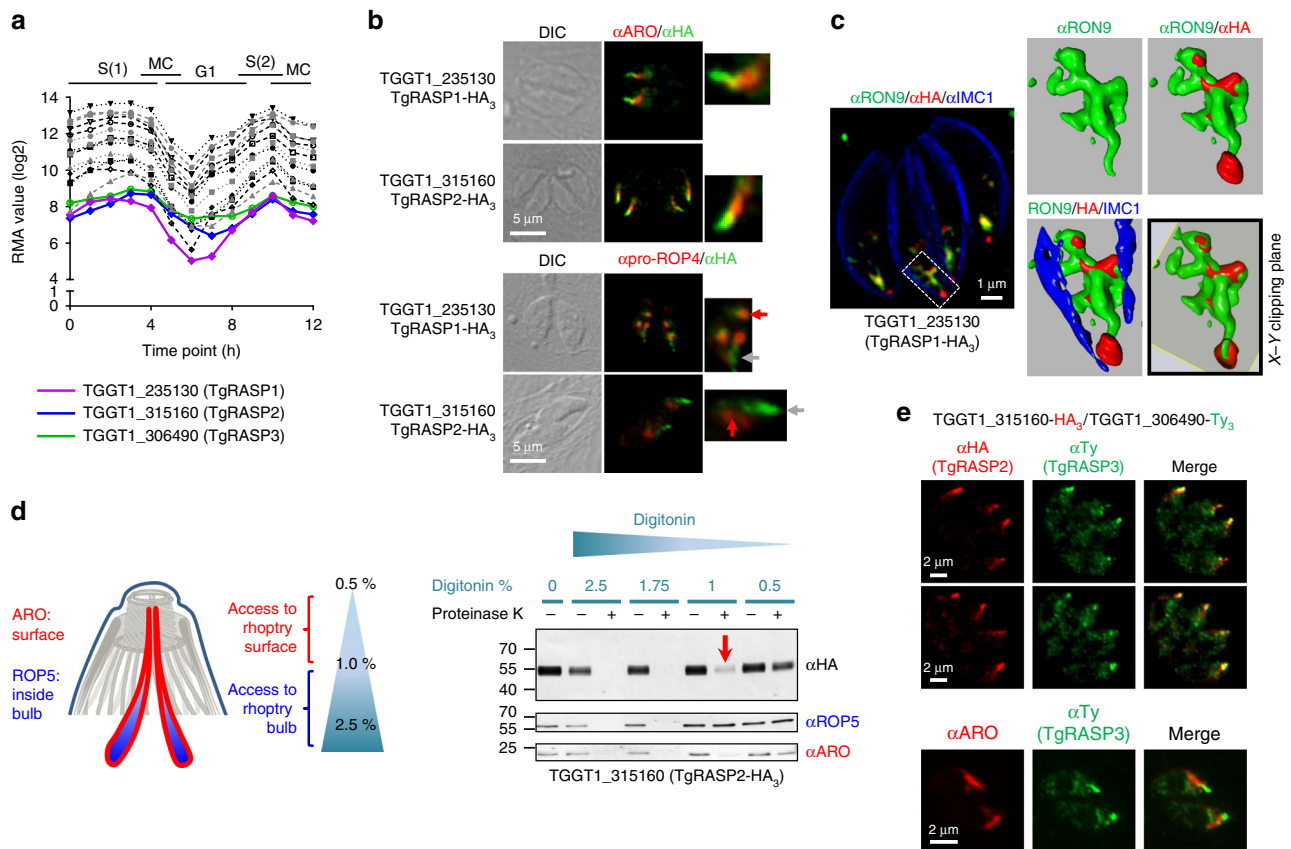 a
S(1)
MC
G1
S(2)
MC
RMA value (log2)
14
12
10
8
6
4
1
0
0
4
8
12
Time point (h)
TGGT1_235130 (TgRASP1)
TGGT1_315160 (TgRASP2)
TGGT1_306490 (TgRASP3)
b
DIC
αARO/αHA
TGGT1_235130
TgRASP1-HA3
TGGT1_315160
TgRASP2-HA3
5 μm
DIC
αpro-ROP4/αHA
TGGT1_235130
TgRASP1-HA3
TGGT1_315160
TgRASP2-HA3
5 μm
c
αRON9/αHA/αIMC1
1 μm
TGGT1_235130
(TgRASP1-HA3)
αRON9
αRON9/αHA
RON9/HA/IMC1
X–Y clipping plane
d
ARO:
surface
ROP5:
inside
bulb
Access to
rhoptry
surface
Access to
rhoptry
bulb
0.5 %
1.0 %
2.5 %
Digitonin
Digitonin % 0 2.5 1.75 1 0.5
Proteinase K – – + – + – + – +
70
55
40
αHA
70
55
αROP5
25
αARO
TGGT1_315160 (TgRASP2-HA3)
e
TGGT1_315160-HA3/TGGT1_306490-Ty3
αHA
(TgRASP2)
αTy
(TgRASP3)
Merge
2 μm
2 μm
αARO
αTy
(TgRASP3)
Merge
2 μm